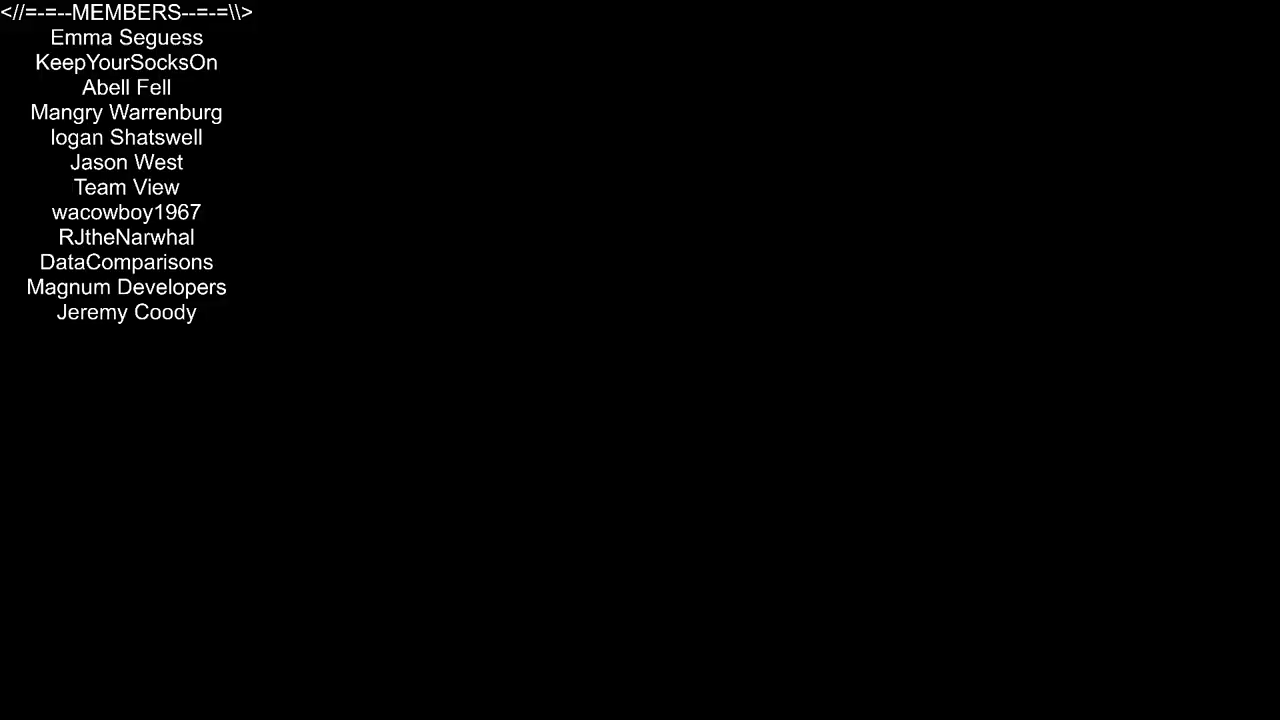 <//=-=--MEMBERS--=-=\\>
Emma Seguess
KeepYourSocksOn
Abell Fell
Mangry Warrenburg
logan Shatswell
Jason West
Team View
wacowboy1967
RJtheNarwhal
DataComparisons
Magnum Developers
Jeremy Coody